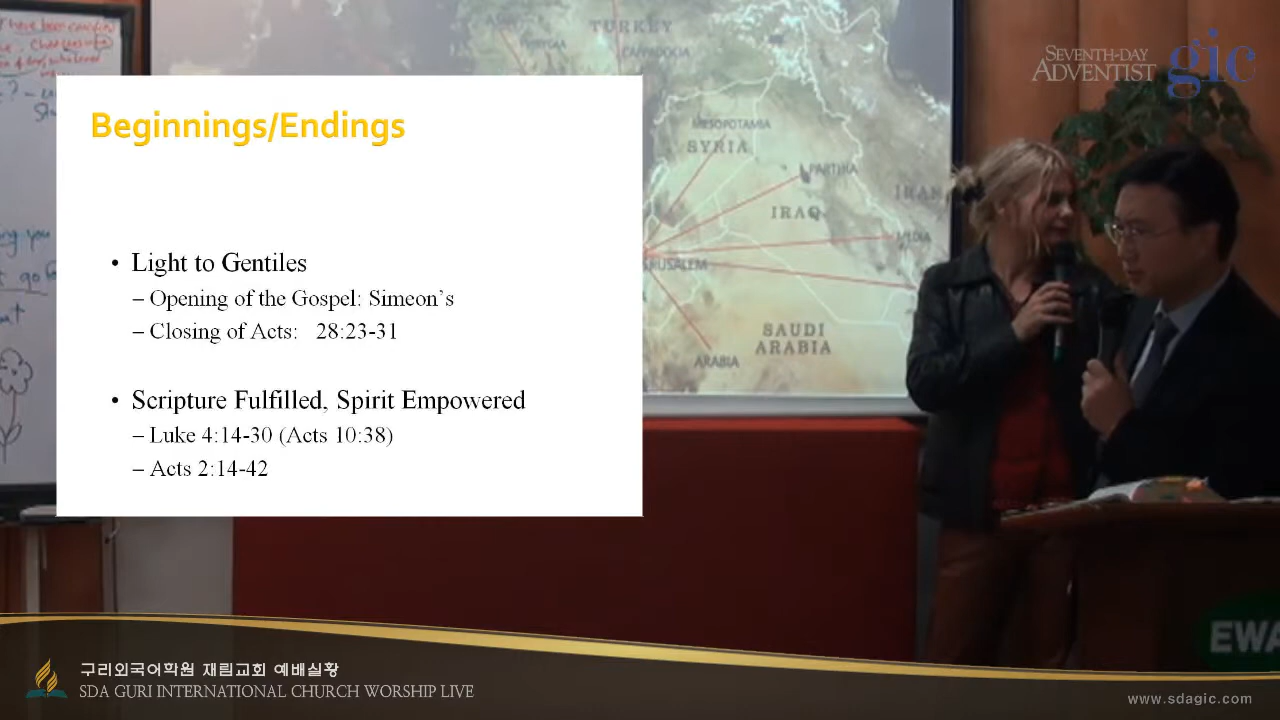 SEVENTH-DAY
ADVENTIST
gic
TURKEY
CAPPADOCIA
MESOPOTAMIA
SYRIA
PARTHIA
IRAN
IRAQ
MEDIA
JERUSALEM
SAUDI
ARABIA
ARABIA
Beginnings/Endings
• Light to Gentiles
– Opening of the Gospel: Simeon’s
– Closing of Acts: 28:23-31
• Scripture Fulfilled, Spirit Empowered
– Luke 4:14-30 (Acts 10:38)
– Acts 2:14-42
EWA
구리외국어학원 재림교회 예배실황
SDA GURI INTERNATIONAL CHURCH WORSHIP LIVE
www.sdagic.com